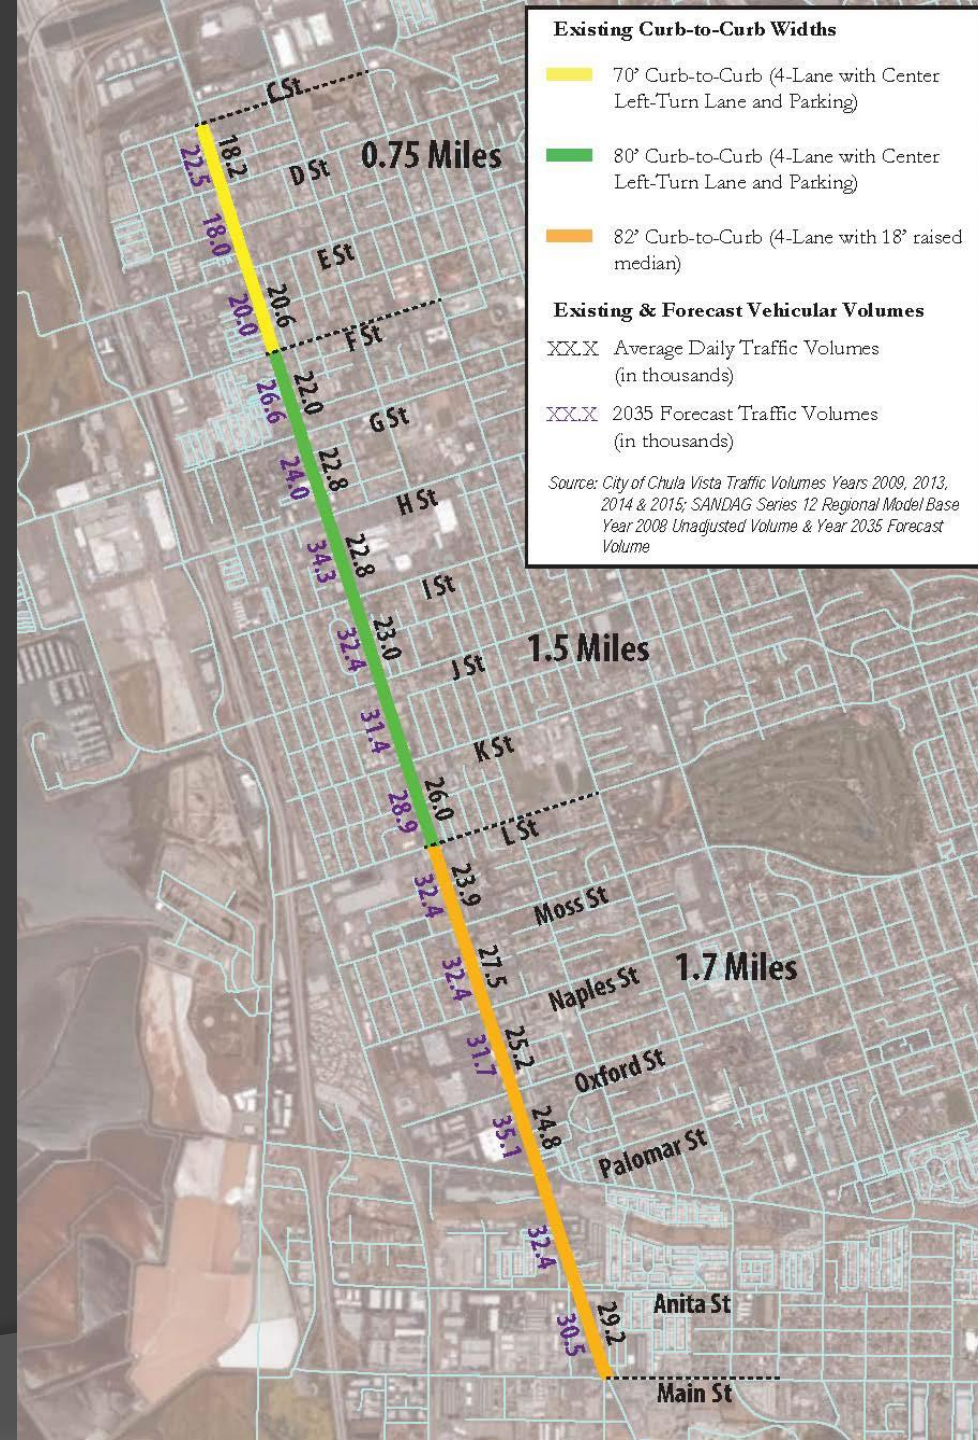 Existing Curb-to-Curb Widths
70' Curb-to-Curb (4-Lane with Center
Left-Turn Lane and Parking)
80' Curb-to-Curb (4-Lane with Center
Left-Turn Lane and Parking)
82' Curb-to-Curb (4-Lane with 18' raised
median)
Existing & Forecast Vehicular Volumes
XX.X Average Daily Traffic Volumes
(in thousands)
XX.X 2035 Forecast Traffic Volumes
(in thousands)
Source: City of Chula Vista Traffic Volumes Years 2009, 2013,
2014 & 2015; SANDAG Series 12 Regional Model Base
Year 2008 Unadjusted Volume & Year 2035 Forecast
Volume
C St
22.5
18.2
0.75 Miles
D St
18.0
E St
20.0
20.6
F St
26.6
22.0
G St
24.0
22.8
H St
34.3
22.8
I St
32.4
23.0
1.5 Miles
J St
31.4
K St
28.9
26.0
L St
32.4
23.9
Moss St
32.4
27.5
1.7 Miles
Naples St
31.7
25.2
Oxford St
35.1
24.8
Palomar St
32.4
Anita St
30.5
29.2
Main St